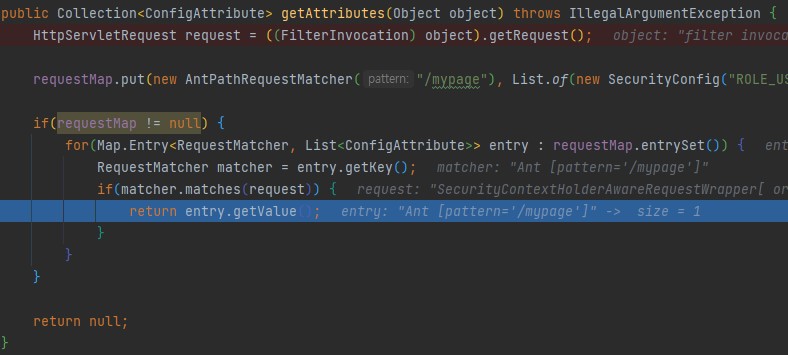 public Collection<ConfigAttribute> getAttributes(Object object) throws IllegalArgumentException {
HttpServletRequest request = ((FilterInvocation) object).getRequest();   object: "filter invoca
requestMap.put(new AntPathRequestMatcher( pattern: "/mypage"), List.of(new SecurityConfig("ROLE_US
if(requestMap != null) {
for(Map.Entry<RequestMatcher, List<ConfigAttribute>> entry : requestMap.entrySet()) {   ent
RequestMatcher matcher = entry.getKey();   matcher: "Ant [pattern='/mypage']"
if(matcher.matches(request)) {   request: "SecurityContextHolderAwareRequestWrapper[ or
return entry.getValue();   entry: "Ant [pattern='/mypage']" ->  size = 1
}
}
}
return null;
}